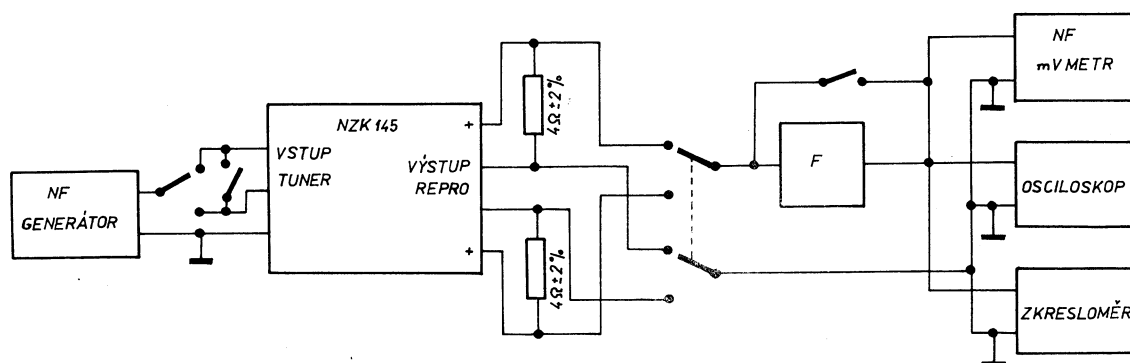 NF
GENERÁTOR
NZK 145
VSTUP
TUNER
VÝSTUP
REPRO
+
+
4Ω±2%
4Ω±2%
F
NF
mV METR
OSCILOSKOP
ZKRESLOMĚR